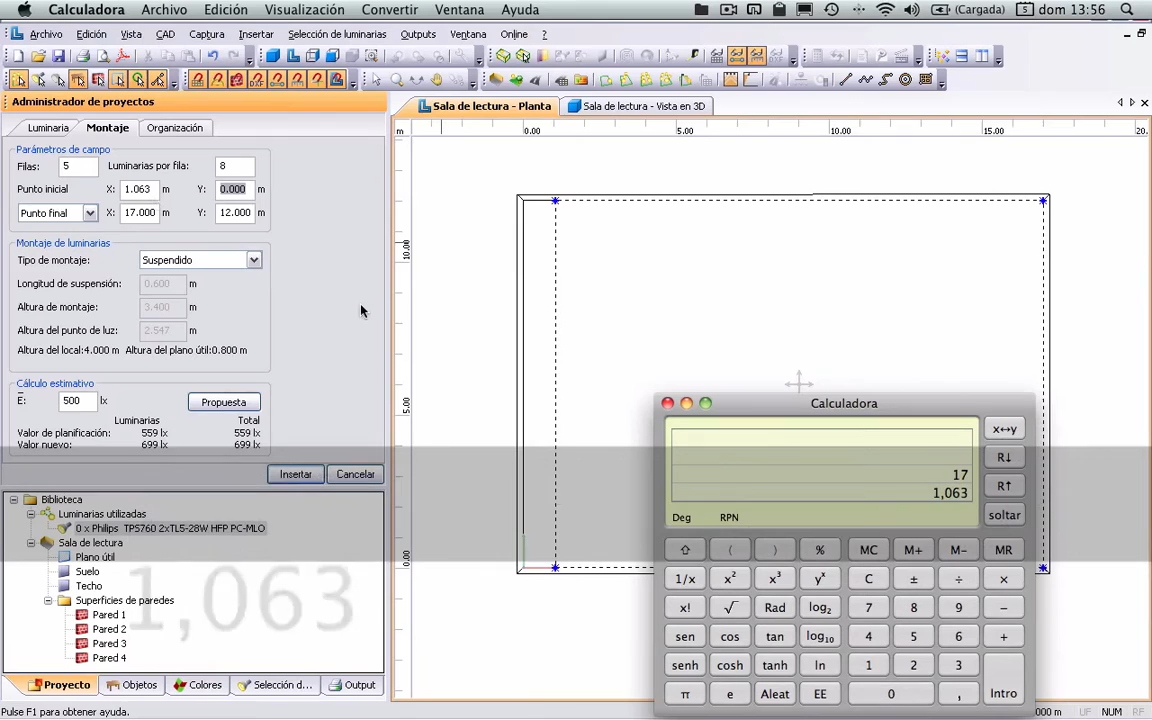 Calculadora Archivo Edición Visualización Convertir Ventana Ayuda (Cargada) 5 dom 13:56
Archivo Edición Vista CAD Captura Insertar Selección de luminarias Outputs Ventana Online ?
Administrador de proyectos
Sala de lectura - Planta Sala de lectura - Vista en 3D
Luminaria Montaje Organización
m 0.00 5.00 10.00 15.00 20.
Parámetros de campo
Filas: 5 Luminarias por fila: 8
Punto inicial X: 1.063 m Y: 0.000 m
Punto final X: 17.000 m Y: 12.000 m
Montaje de luminarias
10.00
Tipo de montaje: Suspendido
Longitud de suspensión: 0.600 m
Altura de montaje: 3.400 m
Altura del punto de luz: 2.547 m
Altura del local:4.000 m Altura del plano útil:0.800 m
Cálculo estimativo
E: 500 lx Propuesta
5.00
Luminarias Total
Valor de planificación: 559 lx 559 lx
Valor nuevo: 699 lx 699 lx
Insertar Cancelar
Biblioteca
Luminarias utilizadas
0 x Philips TPS760 2xTL5-28W HFP PC-MLO
Sala de lectura
Plano útil
0.00
Suelo
Techo
Superficies de paredes
Pared 1
Pared 2
Pared 3
Pared 4
1,063
Proyecto Objetos Colores Selección d... Output
Pulse F1 para obtener ayuda.
000 m UF NUM RF
Calculadora
17
1,063
Deg RPN
x↔y
R↓
R↑
soltar
( ) % MC M+ M− MR
1/x x² x³ yˣ C ± ÷ ×
x! √ Rad log₂ 7 8 9 −
sen cos tan log₁₀ 4 5 6 +
senh cosh tanh ln 1 2 3
π e Aleat EE 0 , Intro